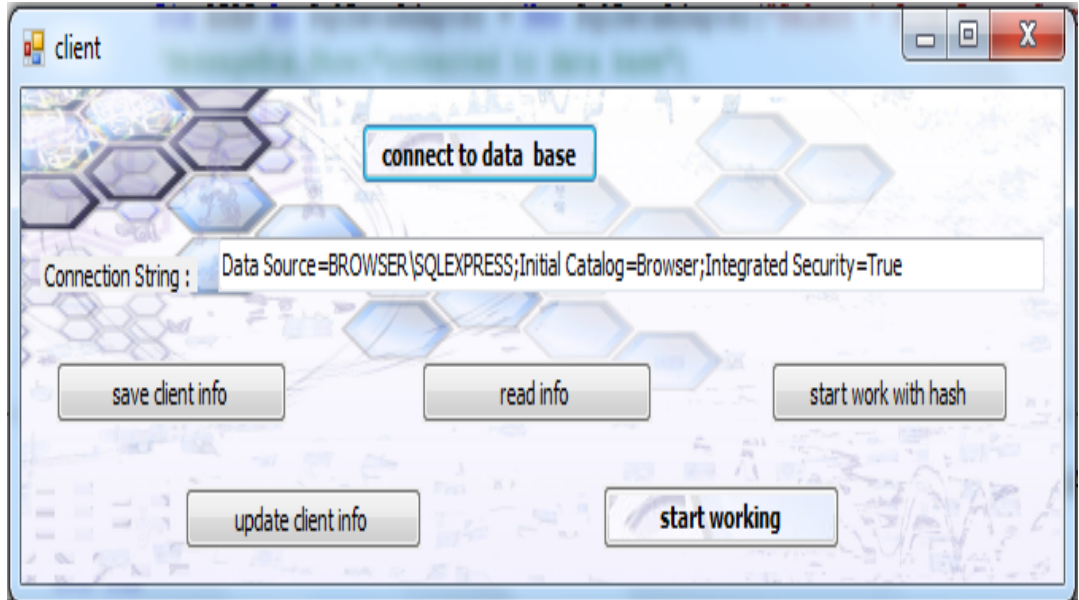 client
connect to data base
Connection String :
Data Source=BROWSER\SQLEXPRESS;Initial Catalog=Browser;Integrated Security=True
save client info
read info
start work with hash
update client info
start working